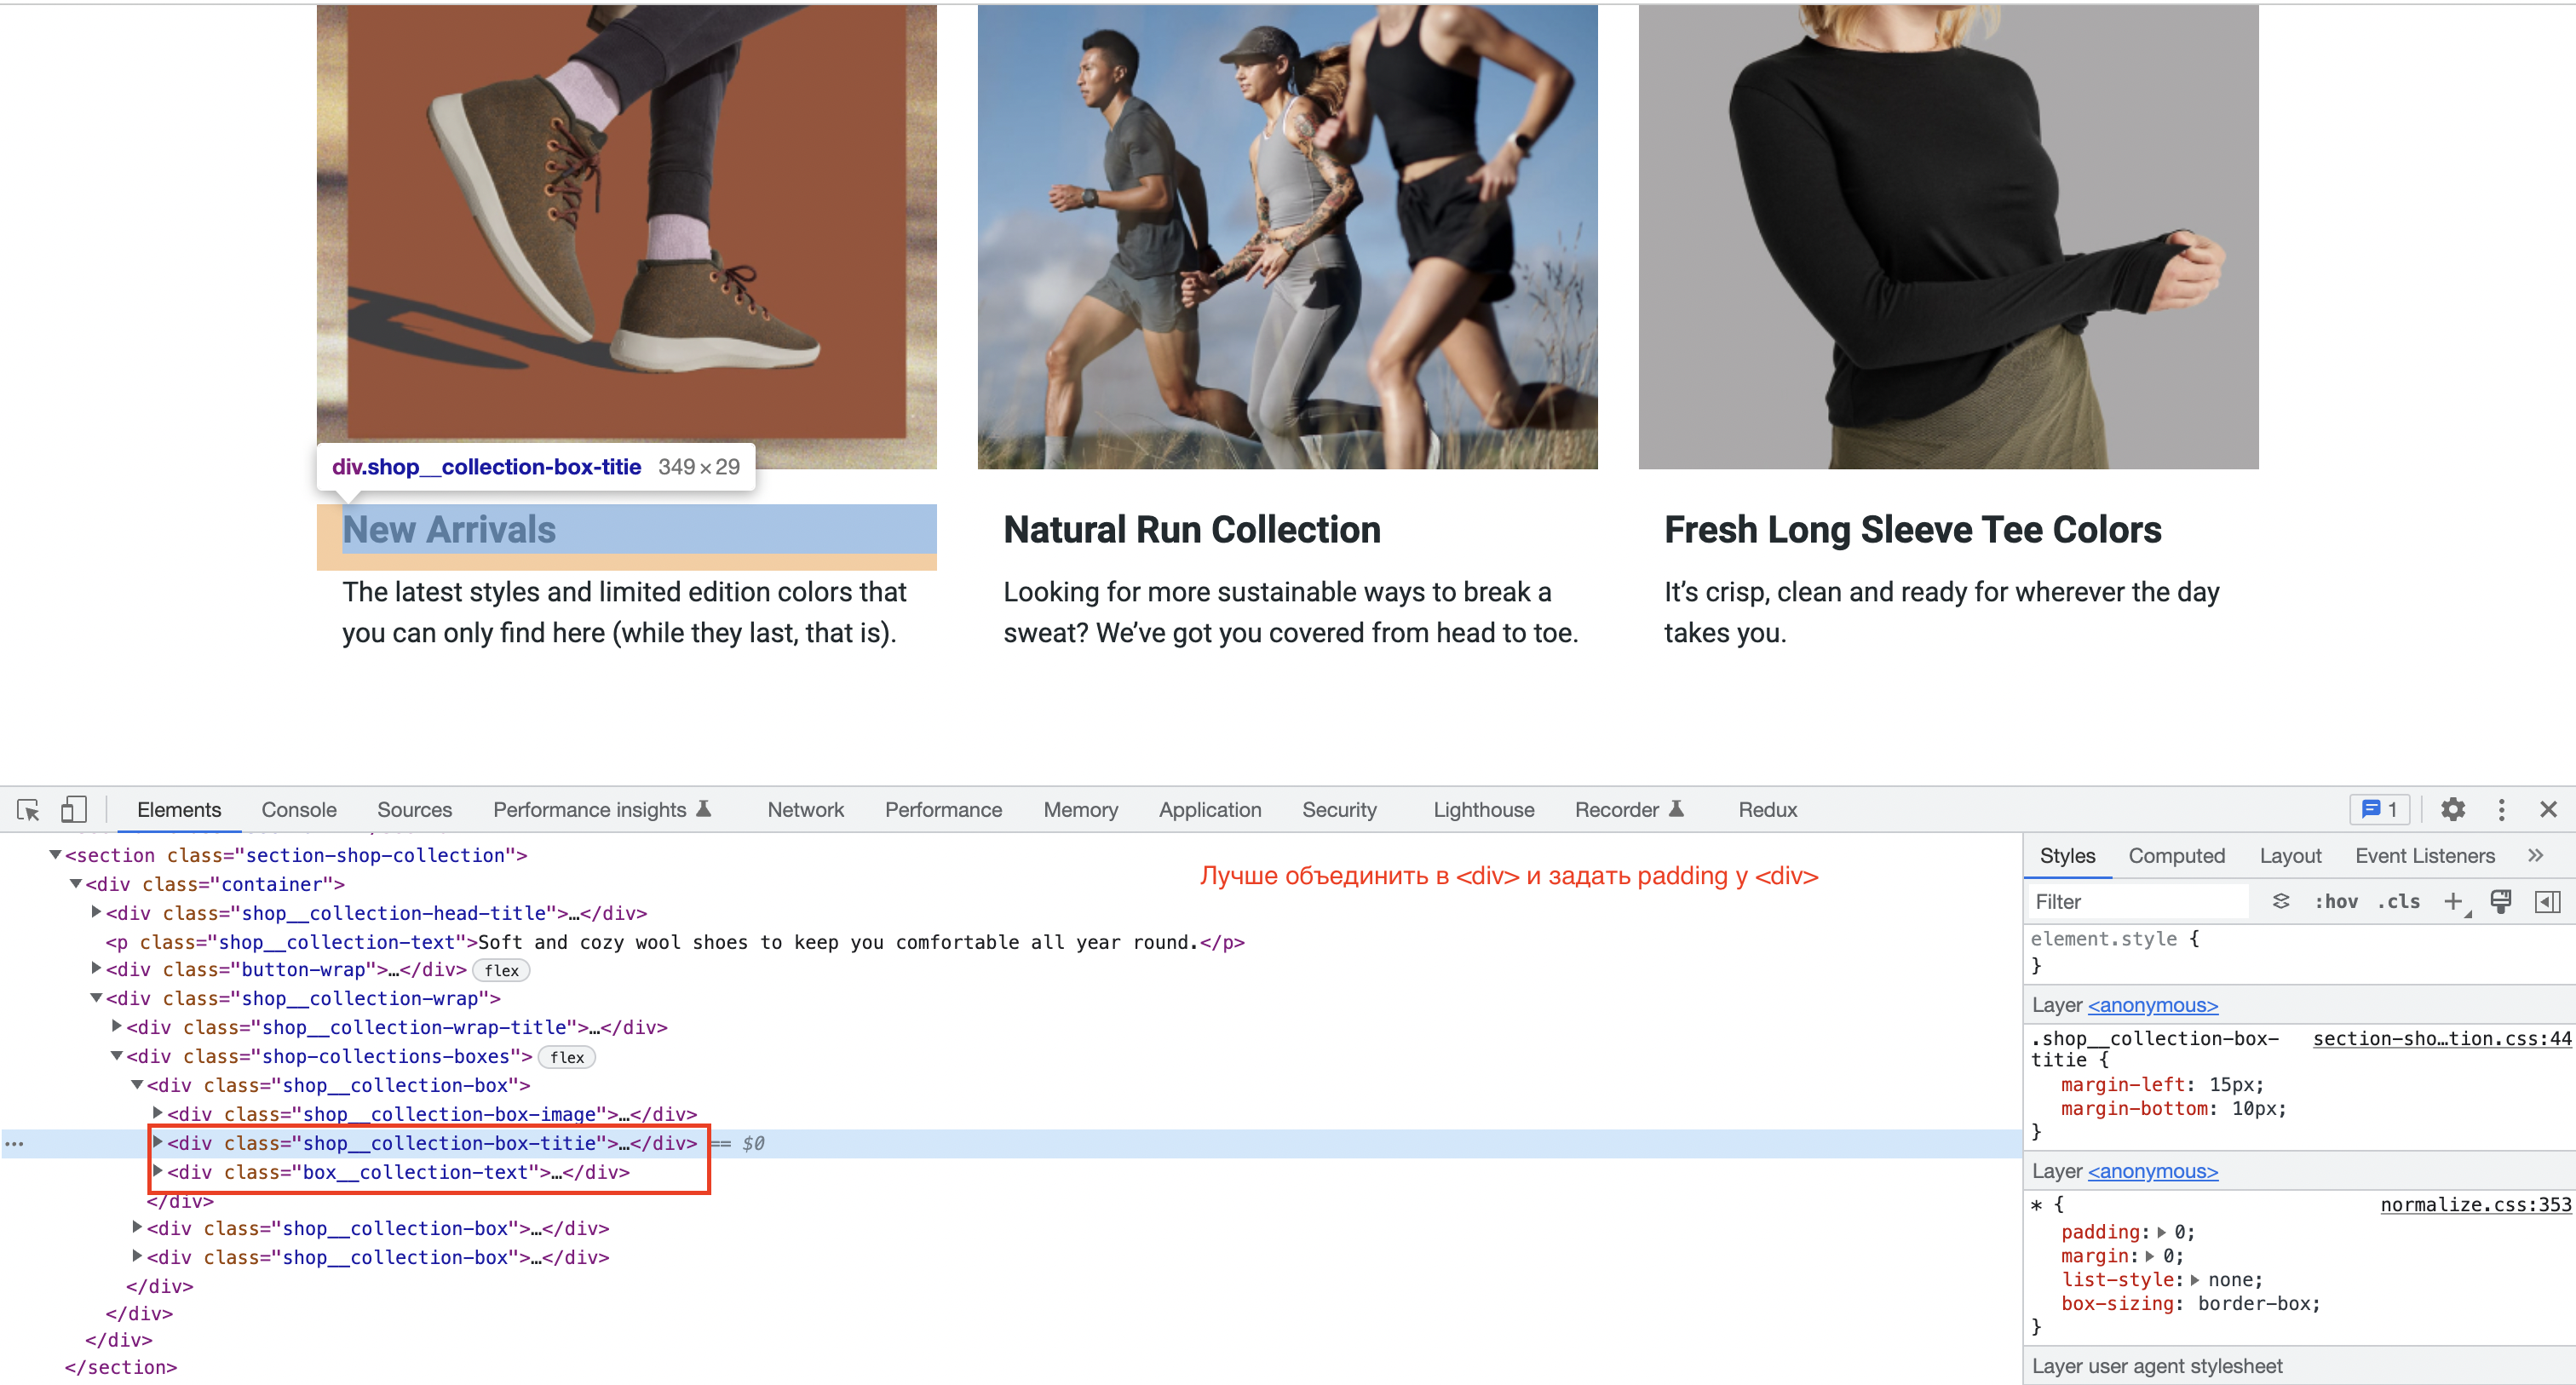 div.shop__collection-box-titie 349 × 29
New Arrivals
The latest styles and limited edition colors that
you can only find here (while they last, that is).
Natural Run Collection
Looking for more sustainable ways to break a
sweat? We’ve got you covered from head to toe.
Fresh Long Sleeve Tee Colors
It’s crisp, clean and ready for wherever the day
takes you.
Elements Console Sources Performance insights Network Performance Memory Application Security Lighthouse Recorder Redux 1
<section class="section-shop-collection">
<div class="container">
<div class="shop__collection-head-title">…</div>
<p class="shop__collection-text">Soft and cozy wool shoes to keep you comfortable all year round.</p>
<div class="button-wrap">…</div> flex
<div class="shop__collection-wrap">
<div class="shop__collection-wrap-title">…</div>
<div class="shop-collections-boxes"> flex
<div class="shop__collection-box">
<div class="shop__collection-box-image">…</div>
<div class="shop__collection-box-titie">…</div> == $0
<div class="box__collection-text">…</div>
</div>
<div class="shop__collection-box">…</div>
<div class="shop__collection-box">…</div>
</div>
</div>
</div>
</section>
Лучше объединить в <div> и задать padding у <div>
Styles Computed Layout Event Listeners »
Filter :hov .cls +
element.style {
}
Layer <anonymous>
.shop__collection-box- section-sho…tion.css:44
titie {
margin-left: 15px;
margin-bottom: 10px;
}
Layer <anonymous>
* { normalize.css:353
padding: 0;
margin: 0;
list-style: none;
box-sizing: border-box;
}
Layer user agent stylesheet